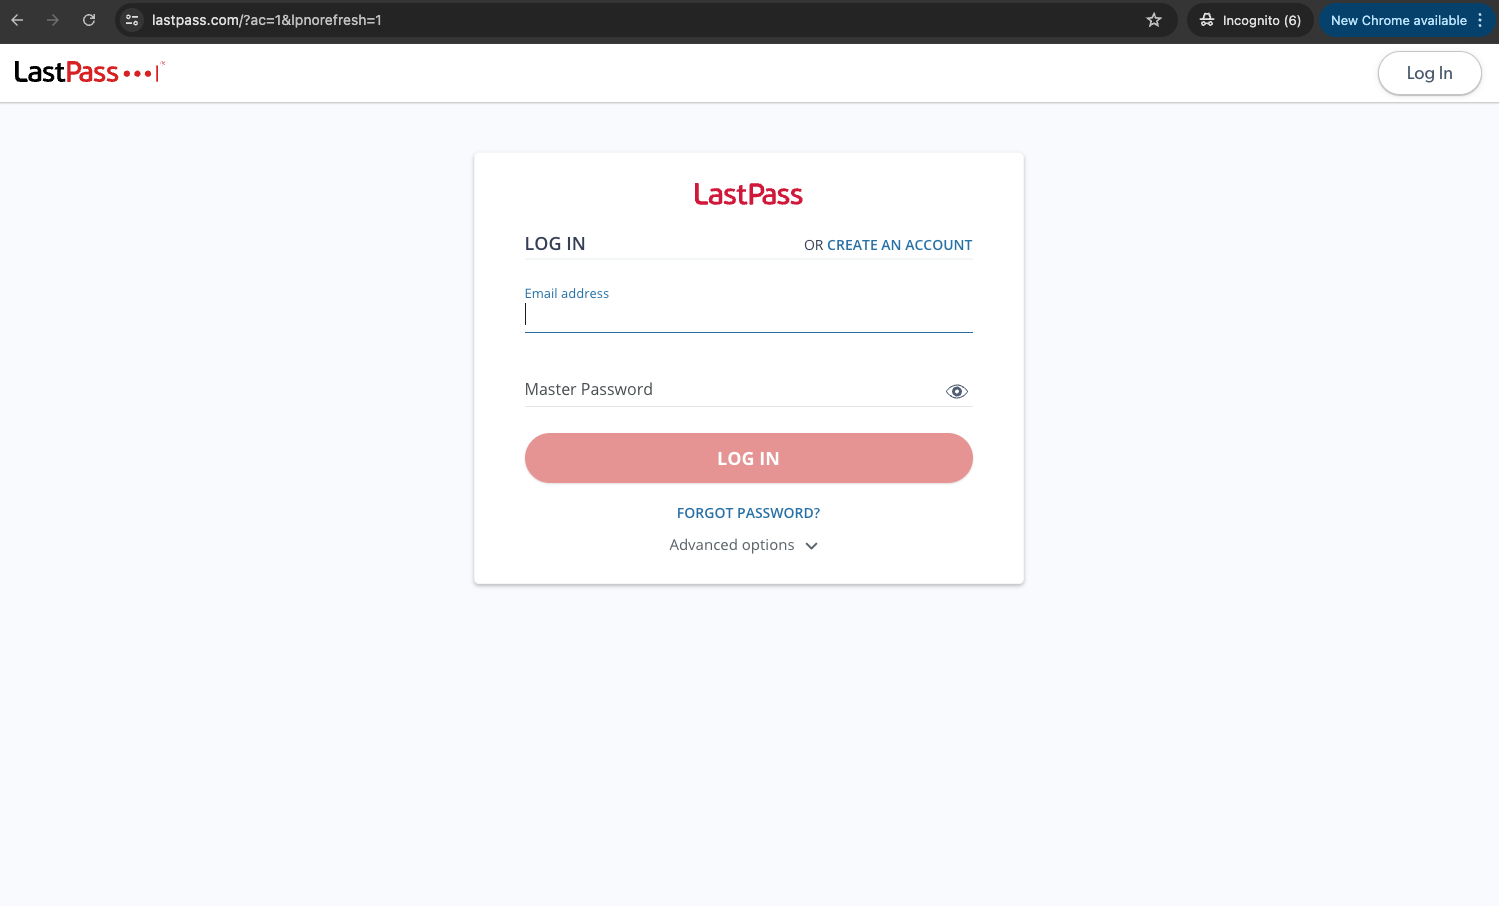 lastpass.com/?ac=1&lpnorefresh=1
Incognito (6)
New Chrome available
LastPass
Log In
LastPass
LOG IN
OR CREATE AN ACCOUNT
Email address
Master Password
LOG IN
FORGOT PASSWORD?
Advanced options